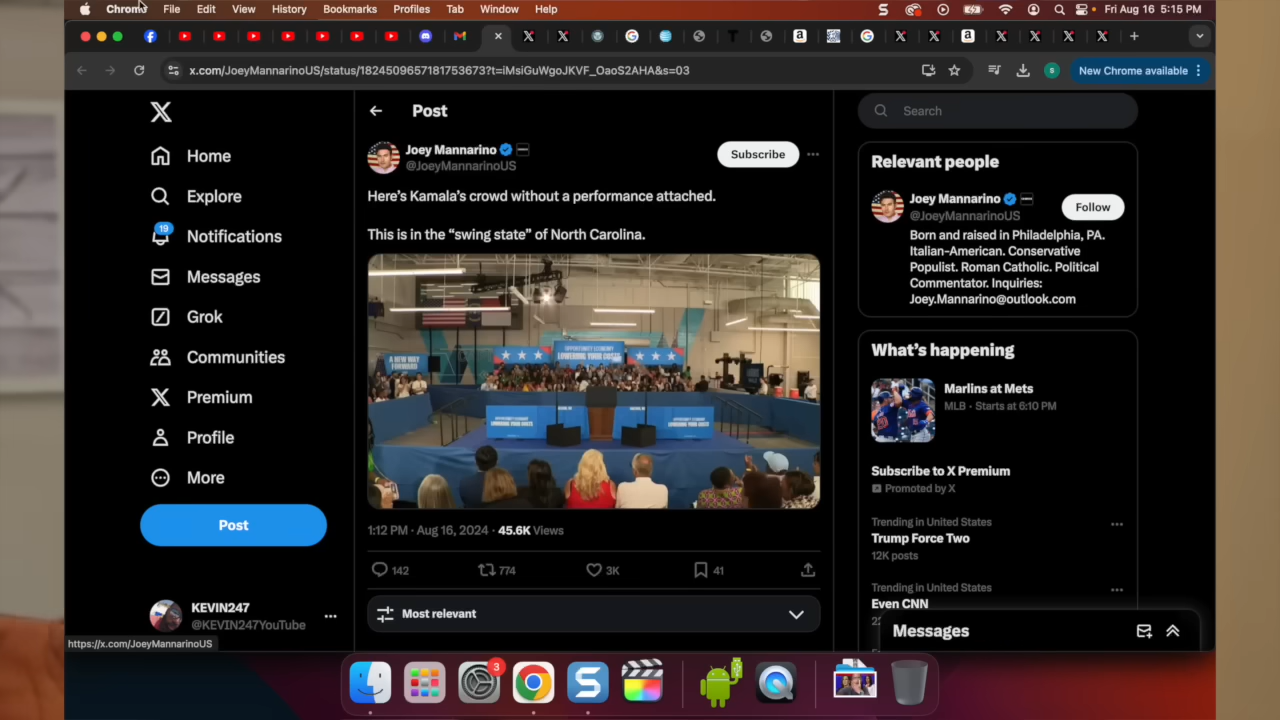 Chrome File Edit View History Bookmarks Profiles Tab Window Help
Fri Aug 16 5:15 PM
x.com/JoeyMannarinoUS/status/1824509657181753673?t=iMsiGuWgoJKVF_OaoS2AHA&s=03
New Chrome available
Home
Explore
19
Notifications
Messages
Grok
Communities
Premium
Profile
More
Post
KEVIN247
@KEVIN247YouTube
https://x.com/JoeyMannarinoUS
Post
Joey Mannarino
@JoeyMannarinoUS
Subscribe
Here's Kamala's crowd without a performance attached.
This is in the “swing state” of North Carolina.
A NEW WAY
FORWARD
OPPORTUNITY ECONOMY
LOWERING YOUR COSTS
OPPORTUNITY ECONOMY
LOWERING YOUR COSTS
LOWERING YOUR COSTS
1:12 PM · Aug 16, 2024 · 45.6K Views
142 774 3K 41
Most relevant
Search
Relevant people
Joey Mannarino
@JoeyMannarinoUS
Follow
Born and raised in Philadelphia, PA.
Italian-American. Conservative
Populist. Roman Catholic. Political
Commentator. Inquiries:
Joey.Mannarino@outlook.com
What's happening
Marlins at Mets
MLB · Starts at 6:10 PM
Subscribe to X Premium
Promoted by X
Trending in United States
Trump Force Two
12K posts
Trending in United States
Even CNN
Messages
3